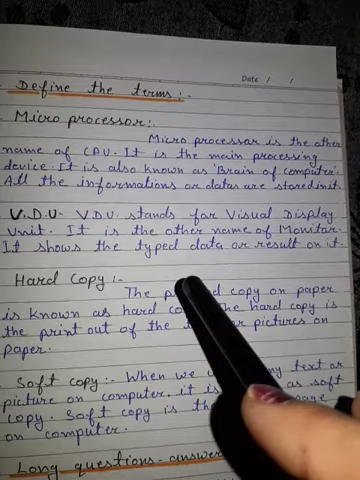 Date / /
Define the terms:-
Micro processor:-
Micro processor is the other
name of CPU. It is the main processing
device. It is also known as 'Brain of computer'.
All the informations or datas are stored in it.
V.D.U- VDU stands for Visual Display
Unit. It is the other name of Monitar.
It shows the typed data or result on it.
Hard Copy :-
The copy on paper
is known as hard The hard copy is
the print out of the or pictures on
paper.
Soft copy :- When we text or
picture on computer, it is as soft
copy. Soft copy is the
on computer.
Long questions-answer